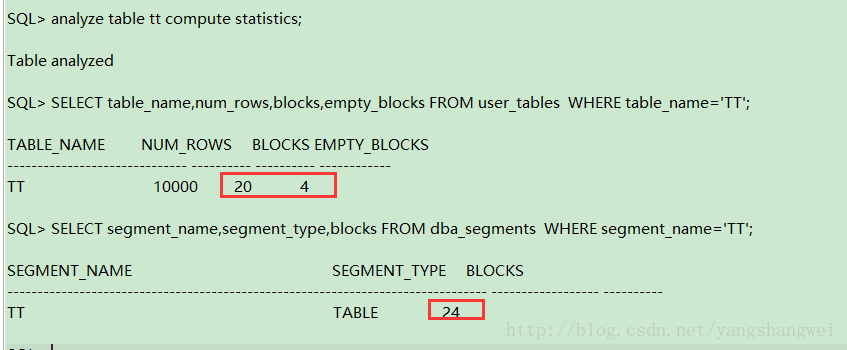 SQL> analyze table tt compute statistics;
Table analyzed
SQL> SELECT table_name,num_rows,blocks,empty_blocks FROM user_tables  WHERE table_name='TT';
TABLE_NAME NUM_ROWS BLOCKS EMPTY_BLOCKS
------------------------------ ---------- ---------- ------------
TT 10000 20 4
SQL> SELECT segment_name,segment_type,blocks FROM dba_segments  WHERE segment_name='TT';
SEGMENT_NAME SEGMENT_TYPE BLOCKS
-------------------------------------------------------------------------------- ------------------ ----------
TT TABLE 24
http://blog.csdn.net/yangshangwei